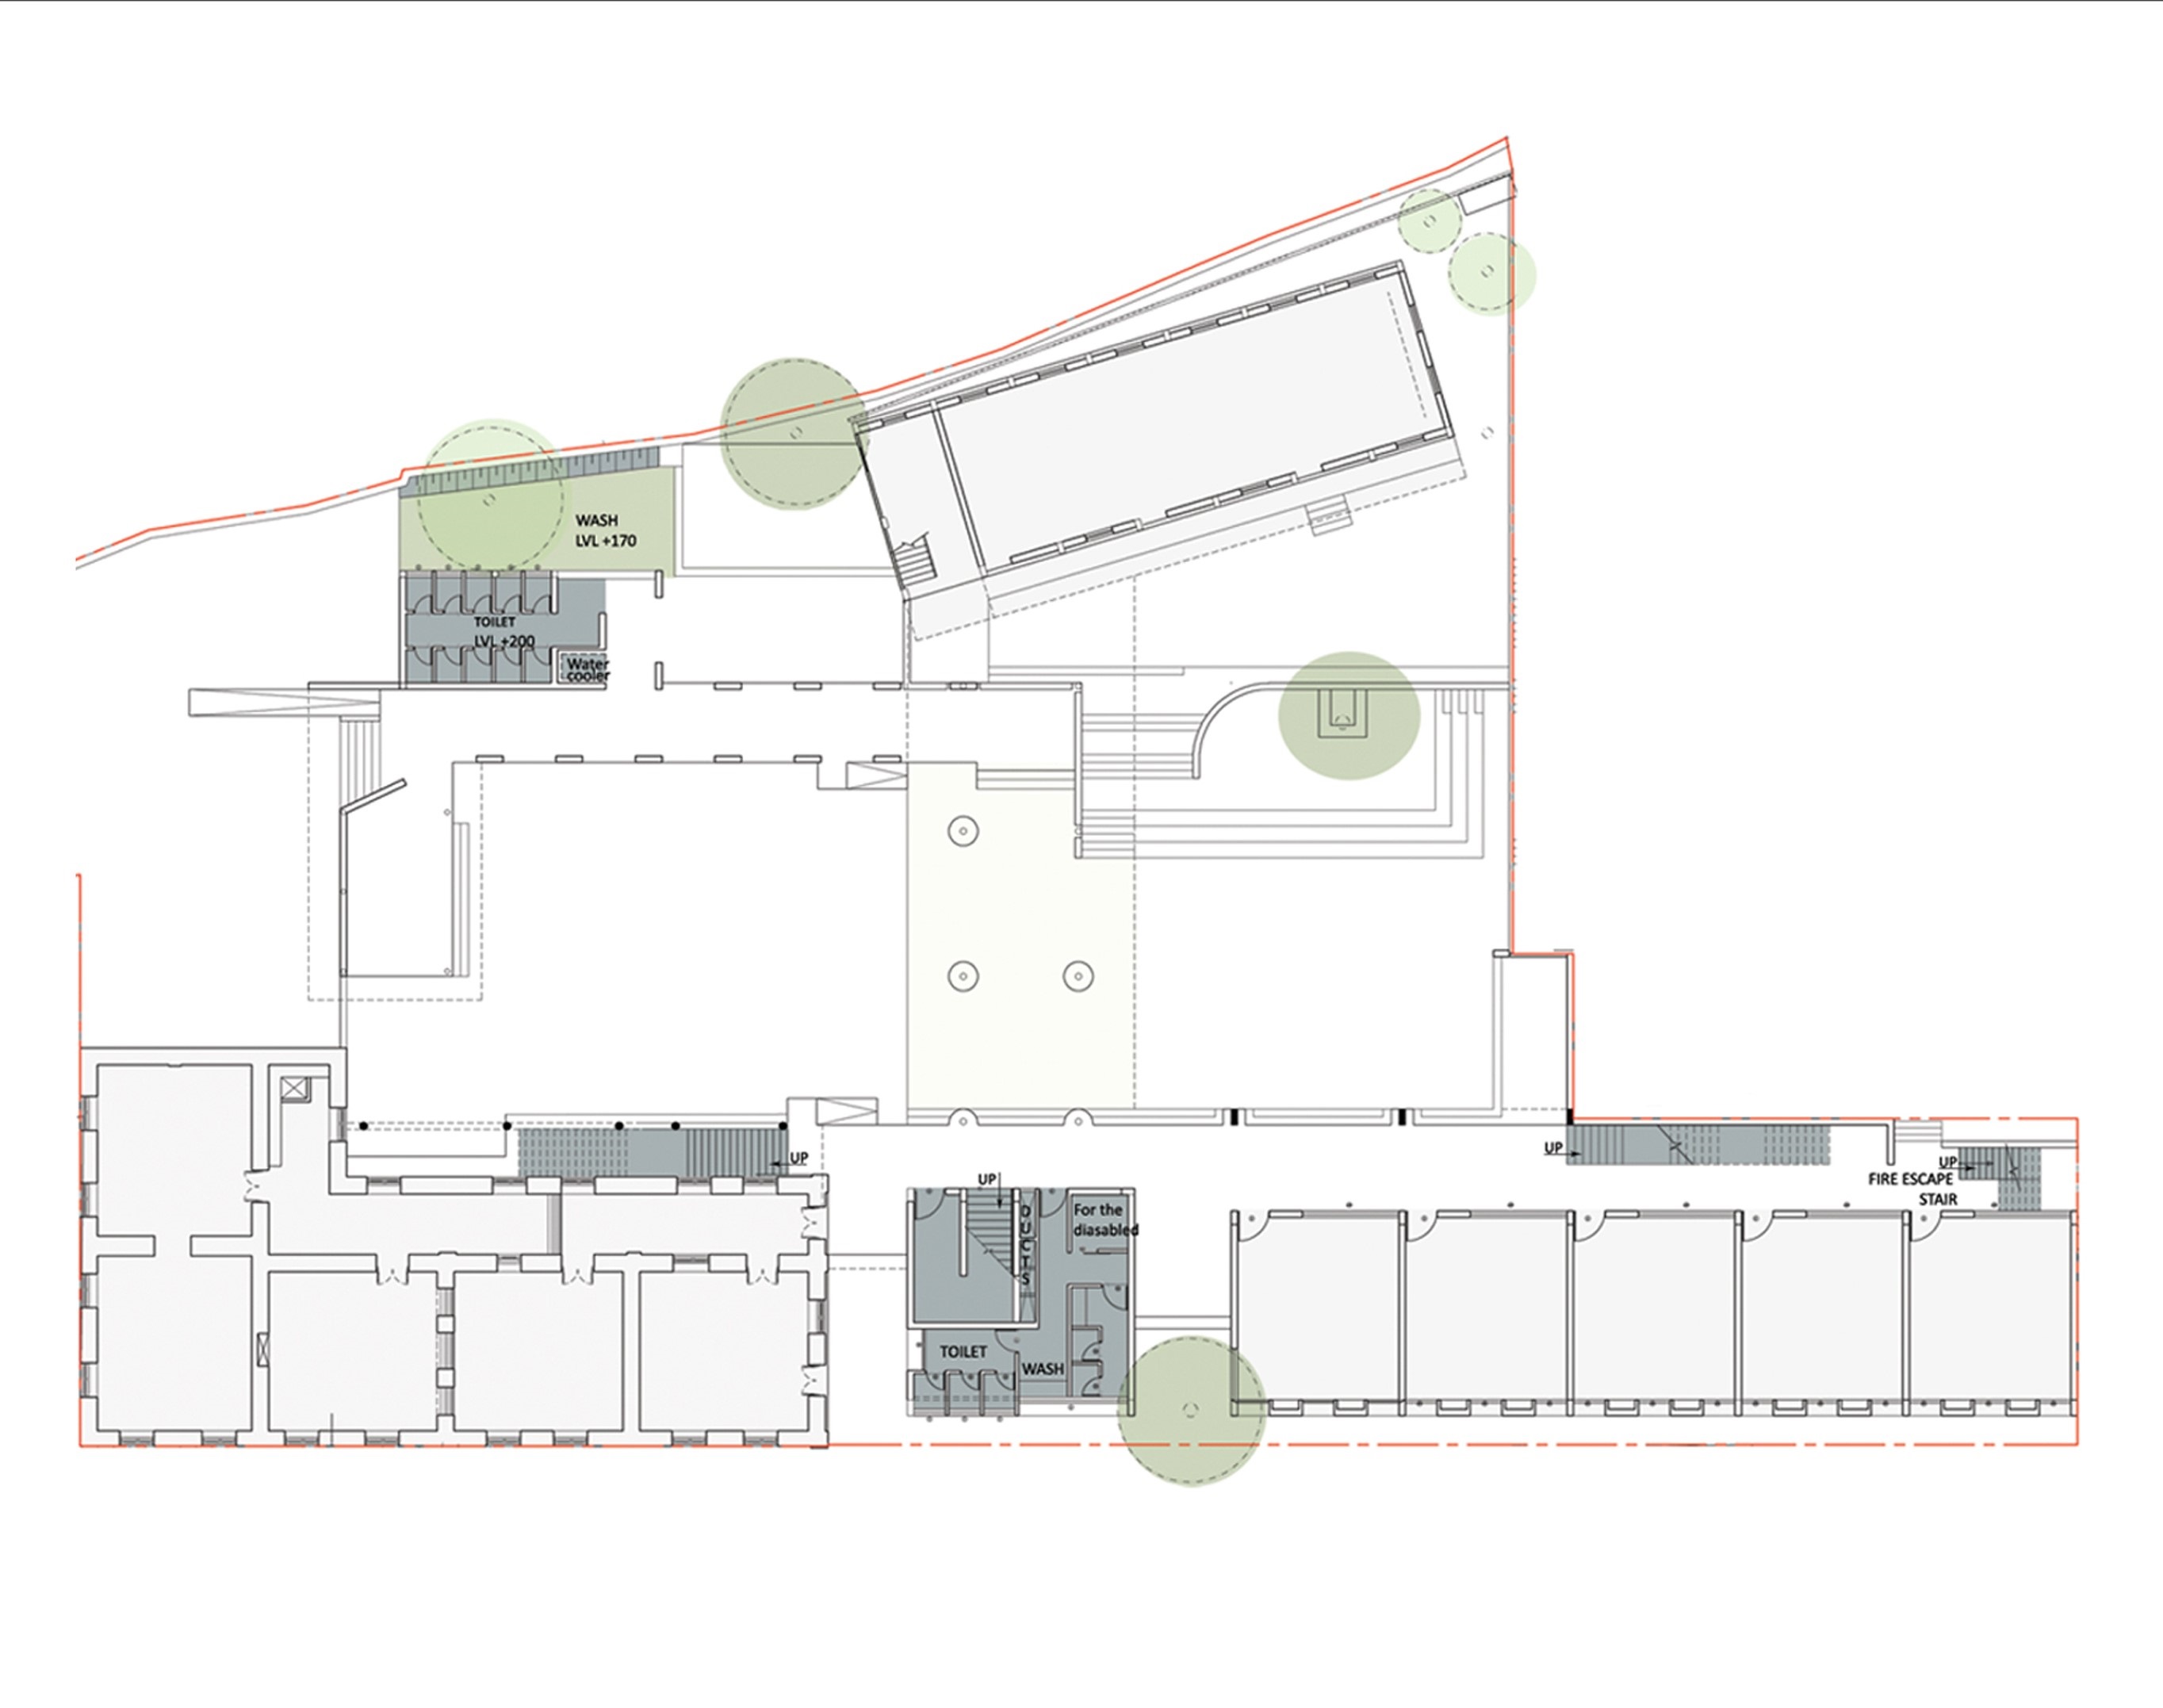 WASH
LVL +170
TOILET
LVL +200
Water
cooler
UP
UP
UP
UP
FIRE ESCAPE
STAIR
DUCTS
For the
diasabled
TOILET
WASH